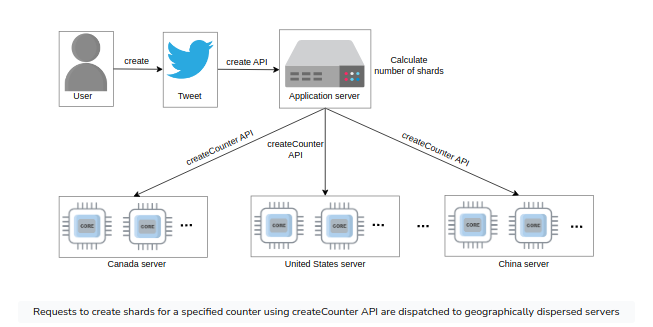 create
create API
Calculate
number of shards
User
Tweet
Application server
createCounter API
createCounter
API
createCounter API
CORE
CORE
...
CORE
CORE
...
...
CORE
CORE
...
Canada server
United States server
China server
Requests to create shards for a specified counter using createCounter API are dispatched to geographically dispersed servers